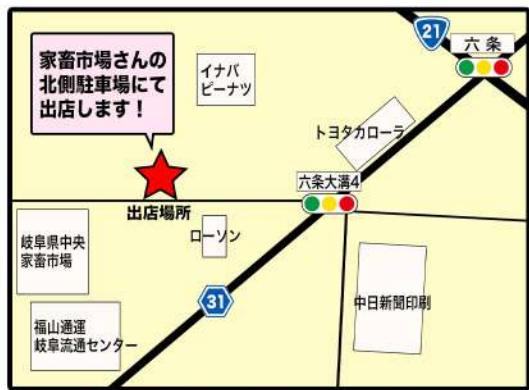 家畜市場さんの
北側駐車場にて
出店します！
イナバ
ピーナツ
21
六条
トヨタカローラ
六条大溝4
出店場所
ローソン
岐阜県中央
家畜市場
31
中日新聞印刷
福山通運
岐阜流通センター